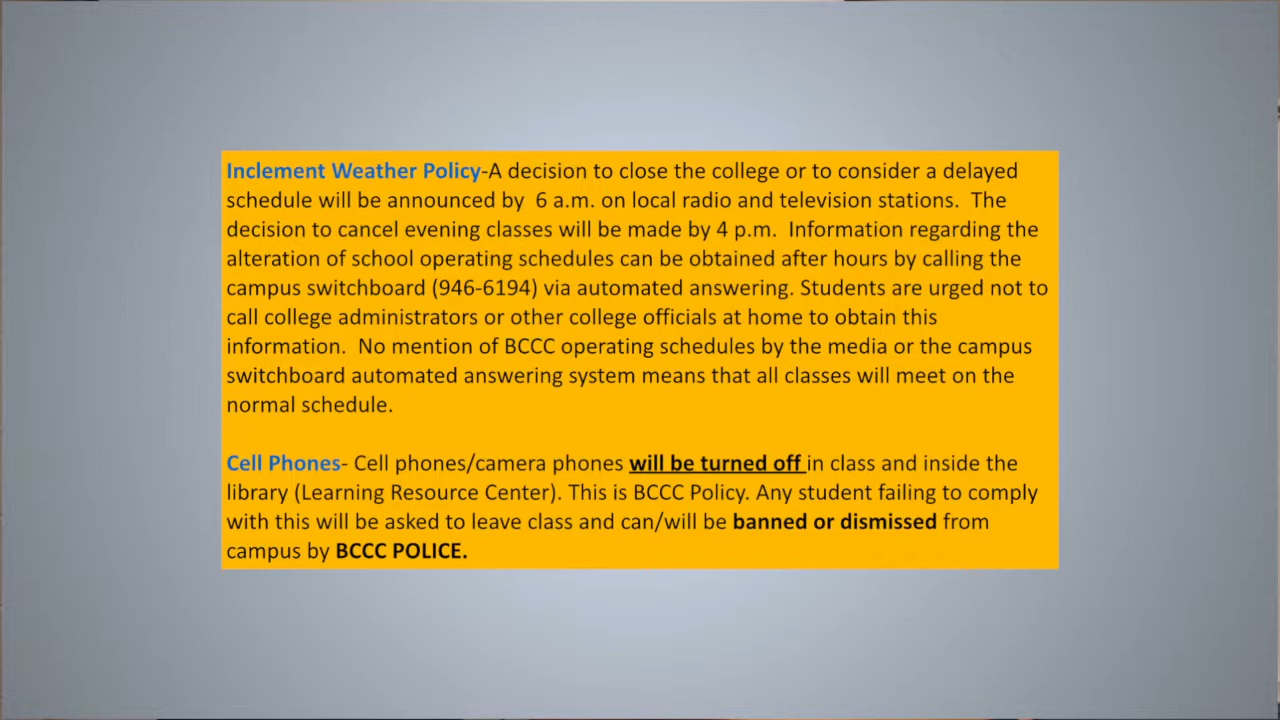 Inclement Weather Policy-A decision to close the college or to consider a delayed
schedule will be announced by  6 a.m. on local radio and television stations.  The
decision to cancel evening classes will be made by 4 p.m.  Information regarding the
alteration of school operating schedules can be obtained after hours by calling the
campus switchboard (946-6194) via automated answering. Students are urged not to
call college administrators or other college officials at home to obtain this
information.  No mention of BCCC operating schedules by the media or the campus
switchboard automated answering system means that all classes will meet on the
normal schedule.
Cell Phones- Cell phones/camera phones will be turned off in class and inside the
library (Learning Resource Center). This is BCCC Policy. Any student failing to comply
with this will be asked to leave class and can/will be banned or dismissed from
campus by BCCC POLICE.